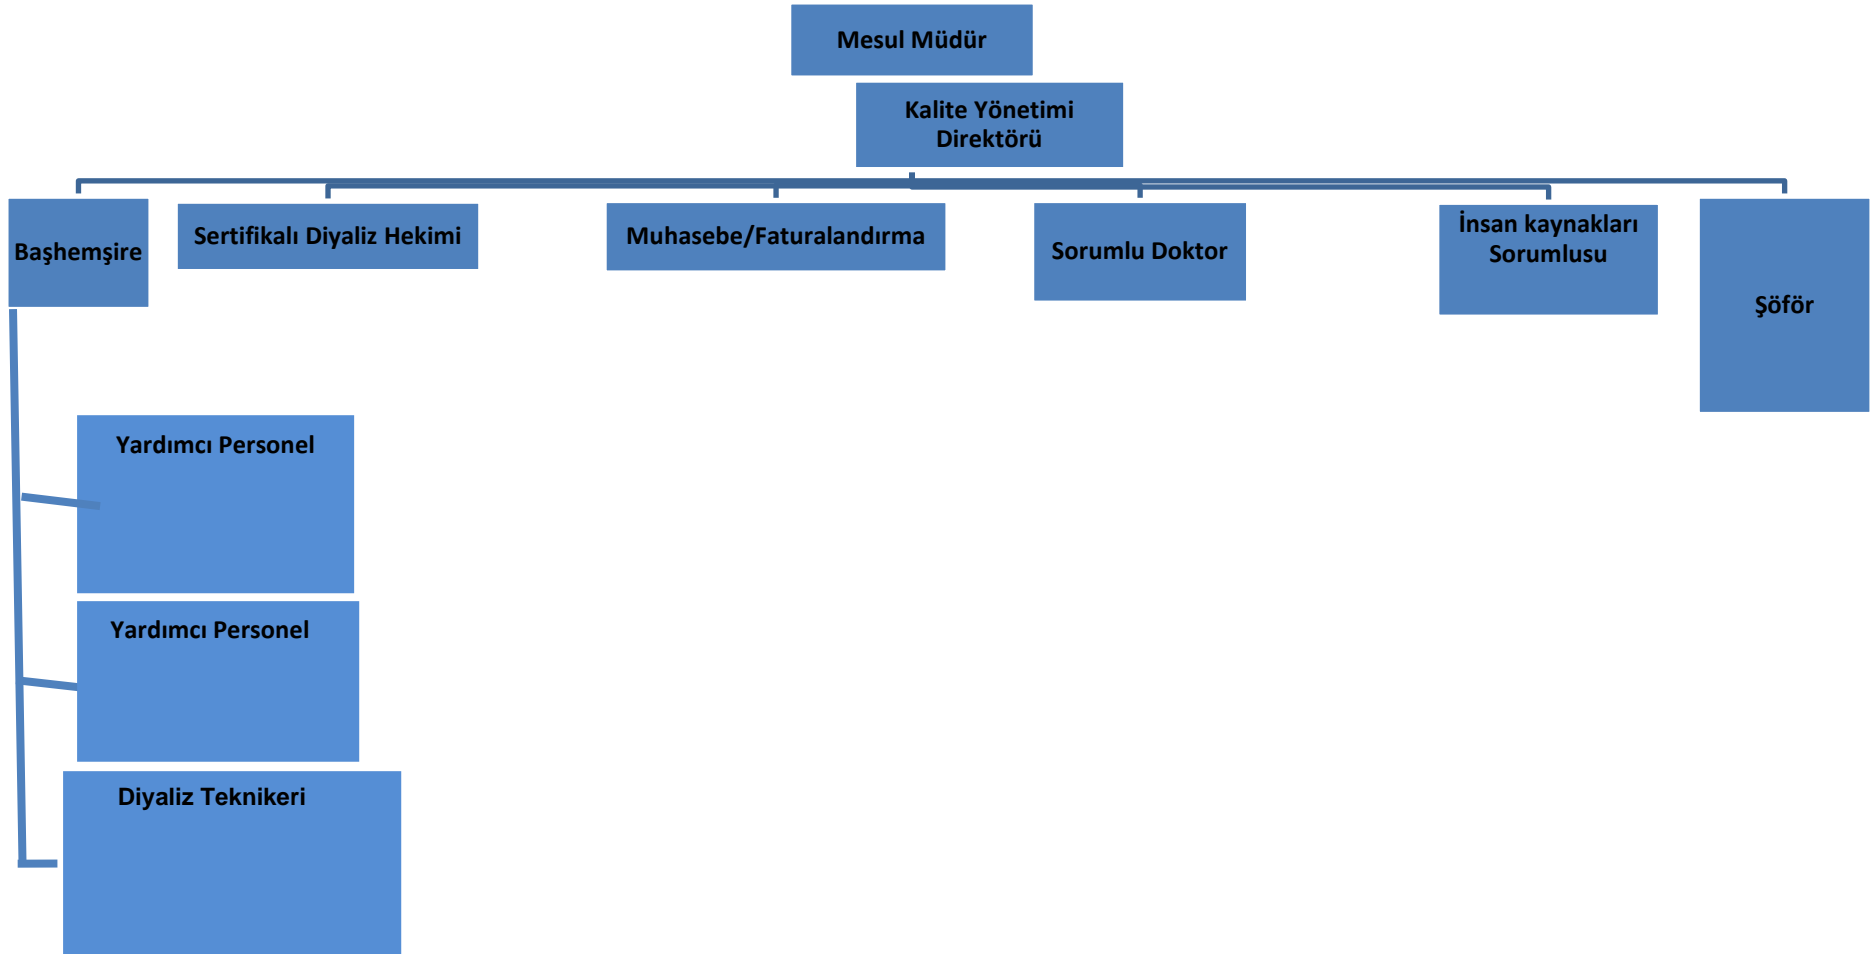 Mesul Müdür
Kalite Yönetimi
Direktörü
Başhemşire
Sertifikalı Diyaliz Hekimi
Muhasebe/Faturalandırma
Sorumlu Doktor
İnsan kaynakları
Sorumlusu
Şöför
Yardımcı Personel
Yardımcı Personel
Diyaliz Teknikeri